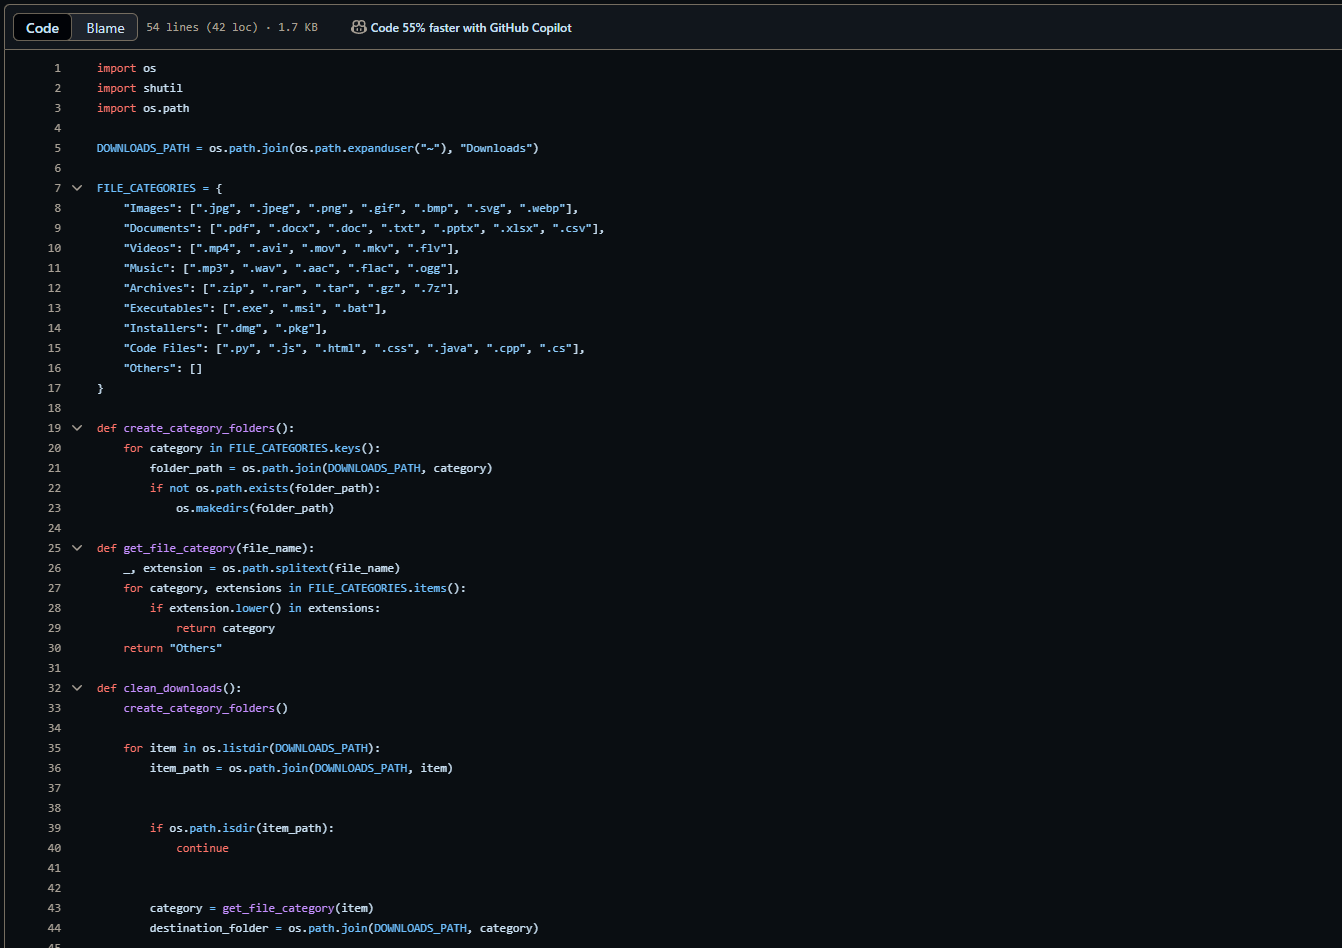 Code Blame 54 lines (42 loc) · 1.7 KB Code 55% faster with GitHub Copilot
1 import os
2 import shutil
3 import os.path
4
5 DOWNLOADS_PATH = os.path.join(os.path.expanduser("~"), "Downloads")
6
7 FILE_CATEGORIES = {
8     "Images": [".jpg", ".jpeg", ".png", ".gif", ".bmp", ".svg", ".webp"],
9     "Documents": [".pdf", ".docx", ".doc", ".txt", ".pptx", ".xlsx", ".csv"],
10     "Videos": [".mp4", ".avi", ".mov", ".mkv", ".flv"],
11     "Music": [".mp3", ".wav", ".aac", ".flac", ".ogg"],
12     "Archives": [".zip", ".rar", ".tar", ".gz", ".7z"],
13     "Executables": [".exe", ".msi", ".bat"],
14     "Installers": [".dmg", ".pkg"],
15     "Code Files": [".py", ".js", ".html", ".css", ".java", ".cpp", ".cs"],
16     "Others": []
17 }
18
19 def create_category_folders():
20     for category in FILE_CATEGORIES.keys():
21         folder_path = os.path.join(DOWNLOADS_PATH, category)
22         if not os.path.exists(folder_path):
23             os.makedirs(folder_path)
24
25 def get_file_category(file_name):
26     _, extension = os.path.splitext(file_name)
27     for category, extensions in FILE_CATEGORIES.items():
28         if extension.lower() in extensions:
29             return category
30     return "Others"
31
32 def clean_downloads():
33     create_category_folders()
34
35     for item in os.listdir(DOWNLOADS_PATH):
36         item_path = os.path.join(DOWNLOADS_PATH, item)
37
38
39         if os.path.isdir(item_path):
40             continue
41
42
43         category = get_file_category(item)
44         destination_folder = os.path.join(DOWNLOADS_PATH, category)
45